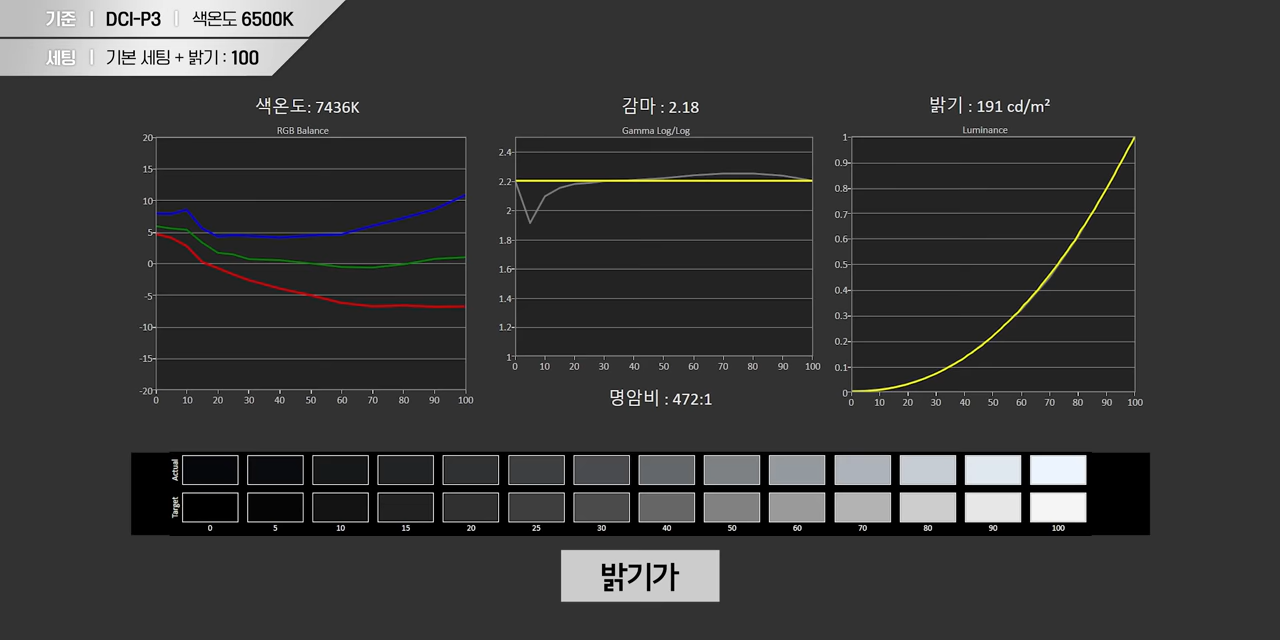 기준 | DCI-P3 | 색온도 6500K
세팅 | 기본 세팅 + 밝기 : 100
색온도: 7436K
RGB Balance
20
15
10
5
0
-5
-10
-15
-20
0 10 20 30 40 50 60 70 80 90 100
감마 : 2.18
Gamma Log/Log
2.4
2.2
2
1.8
1.6
1.4
1.2
1
0 10 20 30 40 50 60 70 80 90 100
명암비 : 472:1
밝기 : 191 cd/m²
Luminance
1
0.9
0.8
0.7
0.6
0.5
0.4
0.3
0.2
0.1
0
0 10 20 30 40 50 60 70 80 90 100
Actual
Target
0 5 10 15 20 25 30 40 50 60 70 80 90 100
밝기가